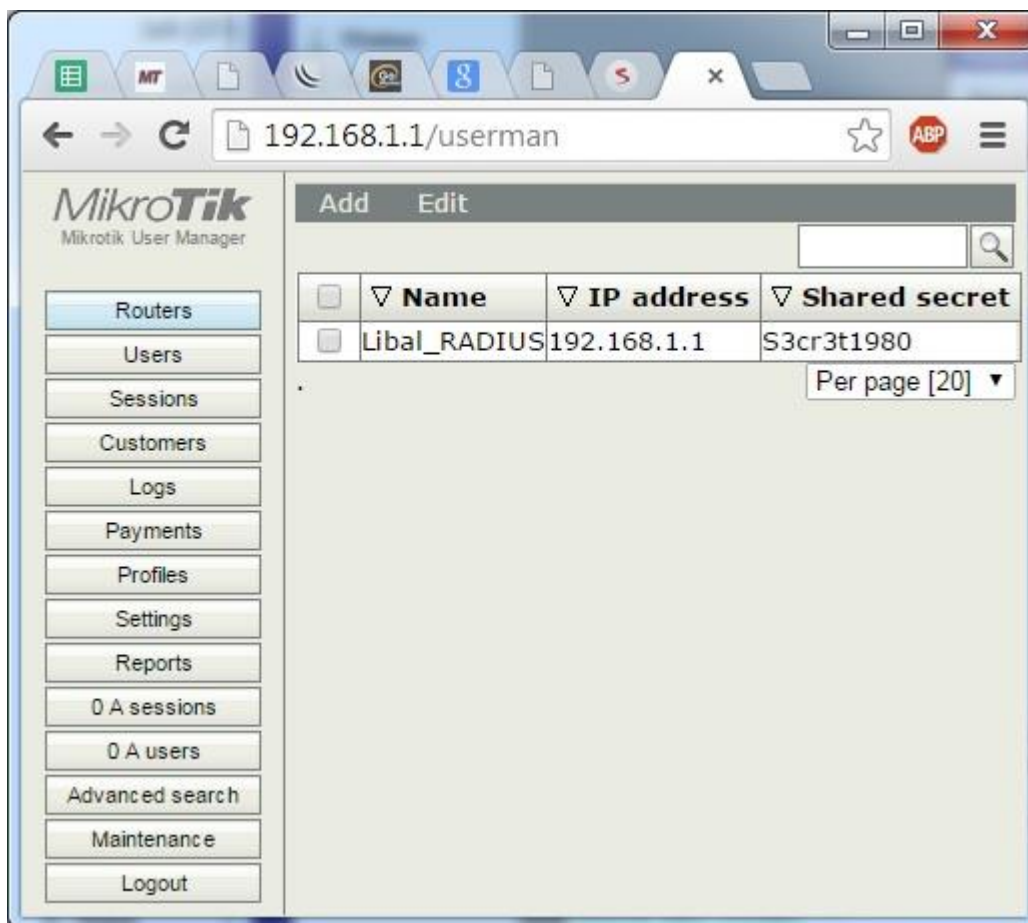 MT
g+
8
S
192.168.1.1/userman
ABP
MikroTik
Mikrotik User Manager
Routers
Users
Sessions
Customers
Logs
Payments
Profiles
Settings
Reports
0 A sessions
0 A users
Advanced search
Maintenance
Logout
Add Edit
Name IP address Shared secret
Libal_RADIUS 192.168.1.1 S3cr3t1980
.
Per page [20]